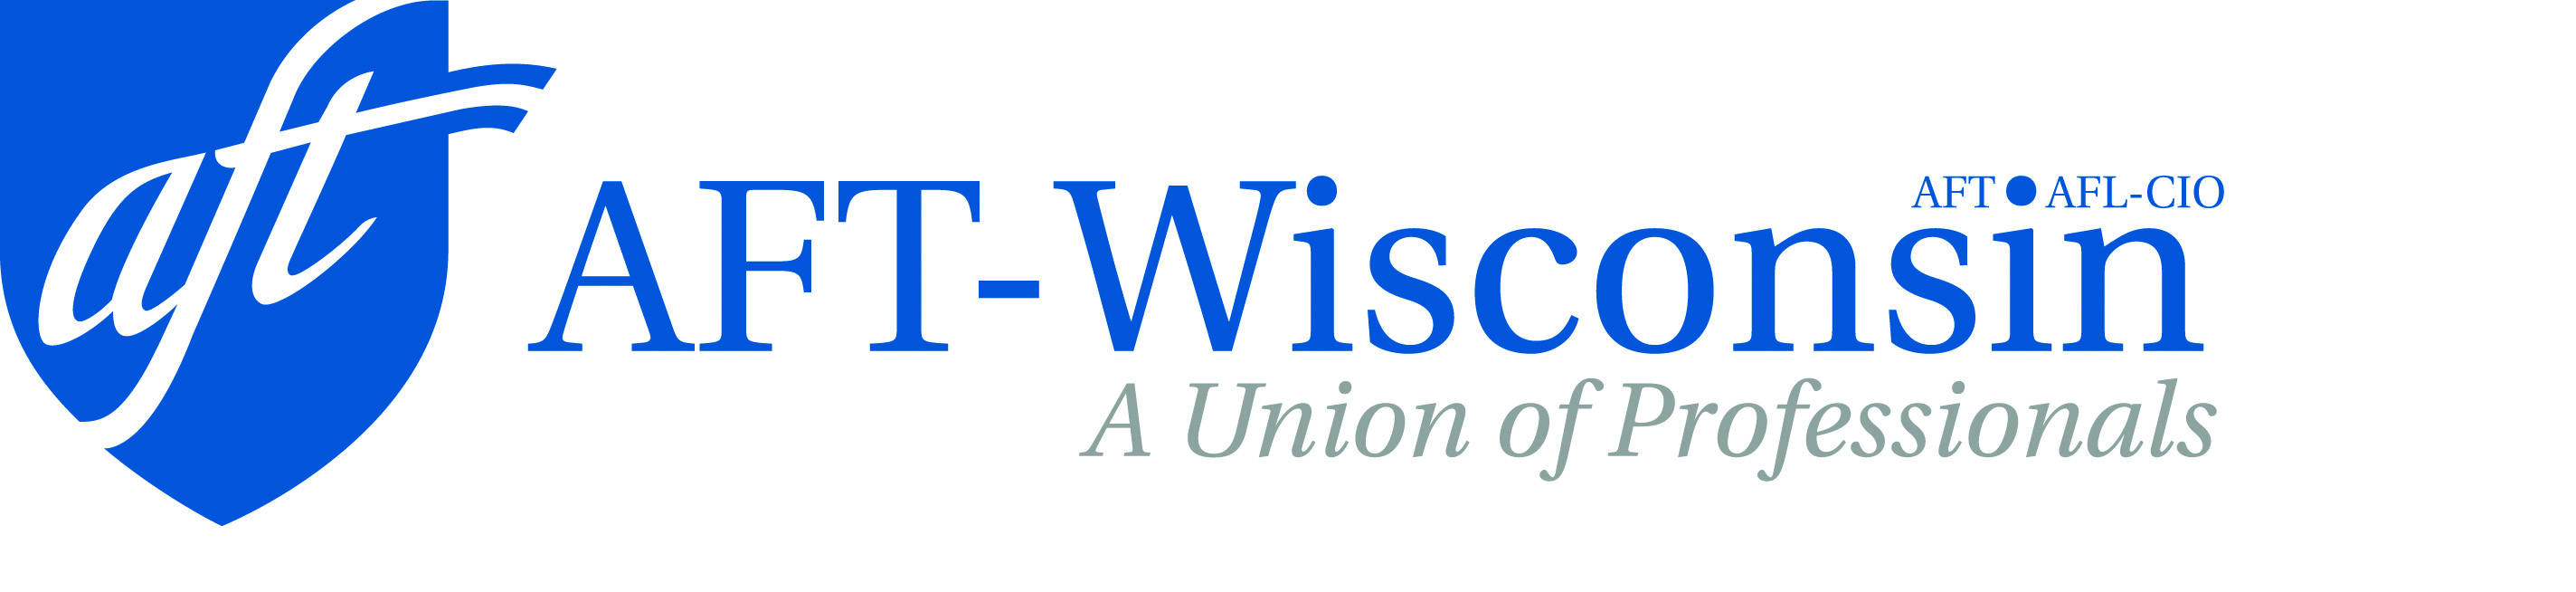 aft
AFT • AFL-CIO
AFT-Wisconsin
A Union of Professionals